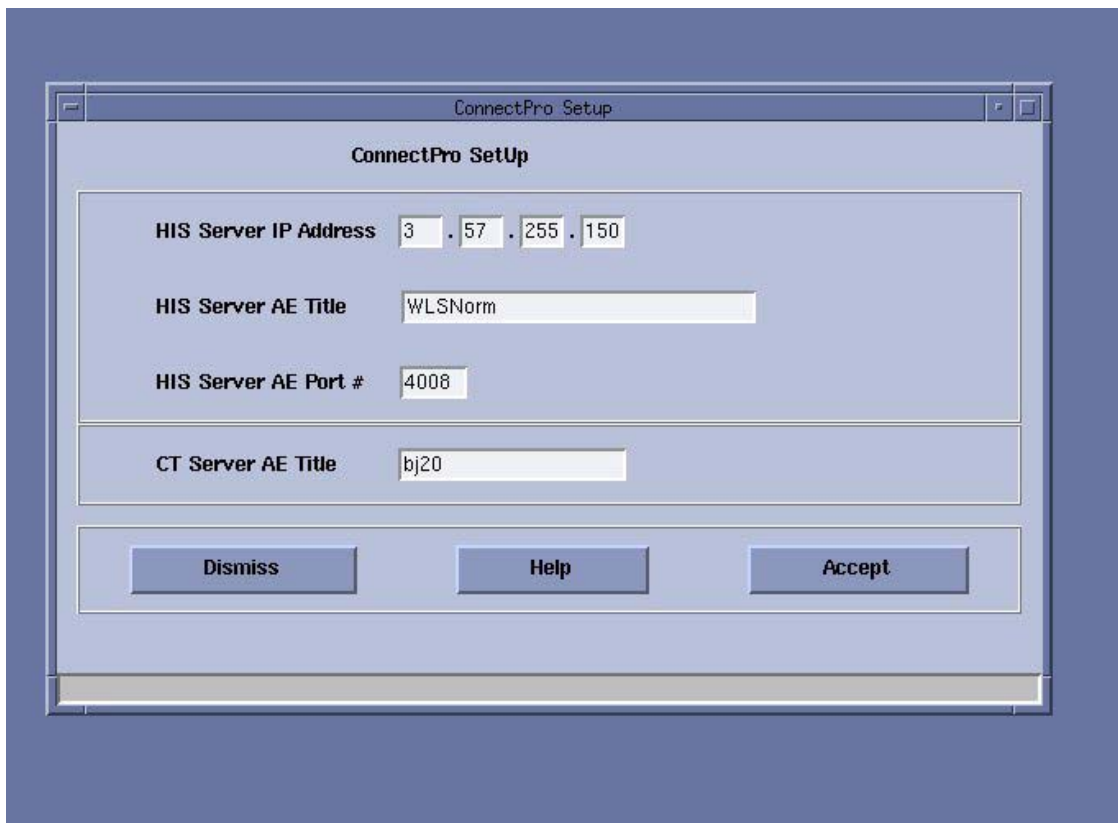 ConnectPro Setup
ConnectPro SetUp
HIS Server IP Address 3 . 57 . 255 . 150
HIS Server AE Title WLSNorm
HIS Server AE Port # 4008
CT Server AE Title bj20
Dismiss Help Accept